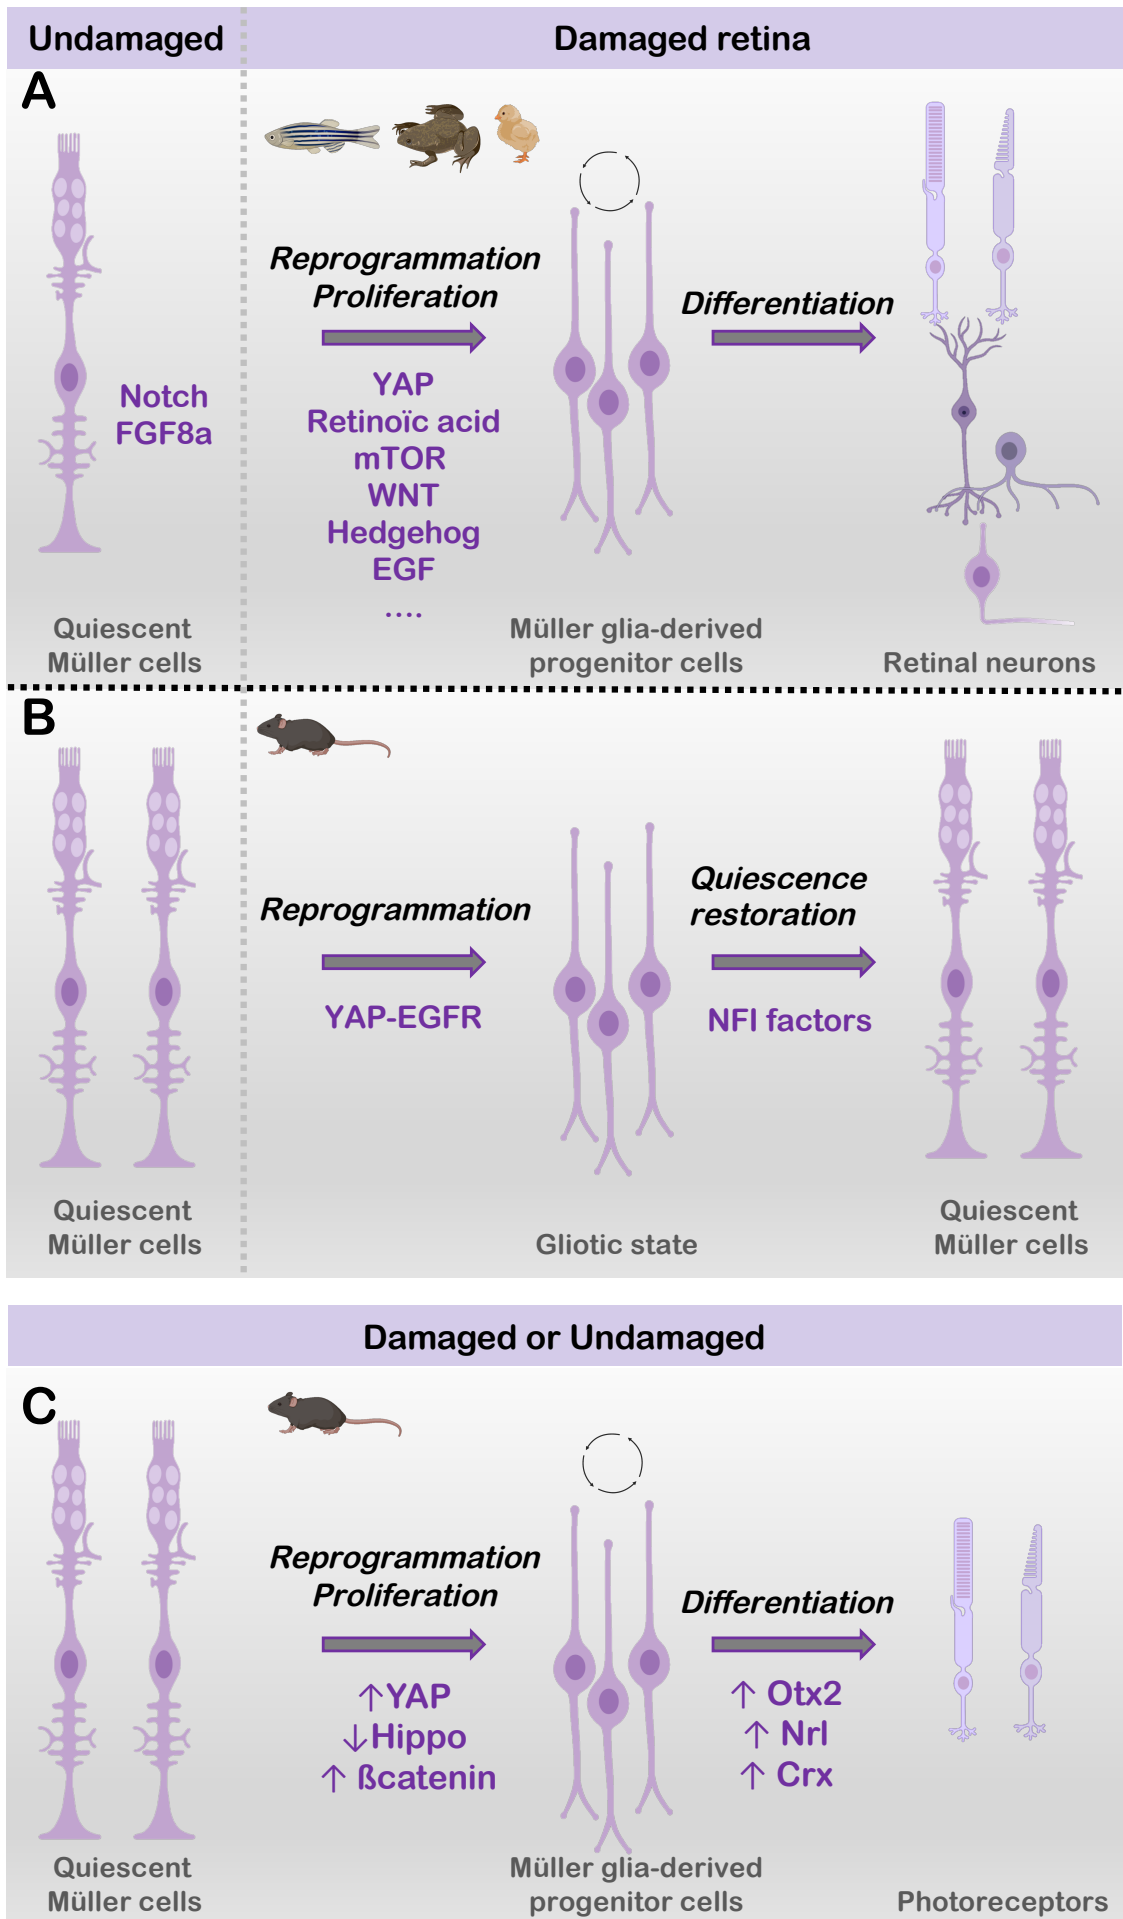 Undamaged
Damaged retina
A
Reprogrammation
Proliferation
Differentiation
Notch
FGF8a
YAP
Retinoïc acid
mTOR
WNT
Hedgehog
EGF
....
Quiescent
Müller cells
Müller glia-derived
progenitor cells
Retinal neurons
B
Reprogrammation
Quiescence
restoration
YAP-EGFR
NFI factors
Quiescent
Müller cells
Gliotic state
Quiescent
Müller cells
Damaged or Undamaged
C
Reprogrammation
Proliferation
Differentiation
↑YAP
↓Hippo
↑ ßcatenin
↑ Otx2
↑ Nrl
↑ Crx
Quiescent
Müller cells
Müller glia-derived
progenitor cells
Photoreceptors